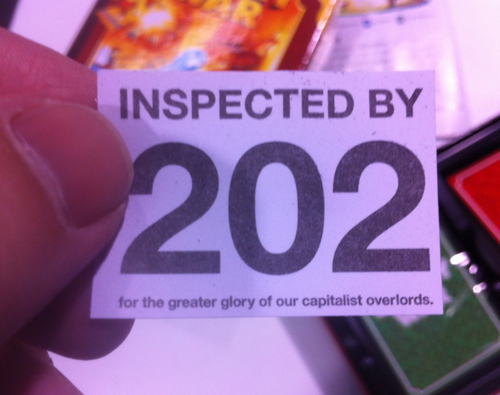 INSPECTED BY
202
for the greater glory of our capitalist overlords.